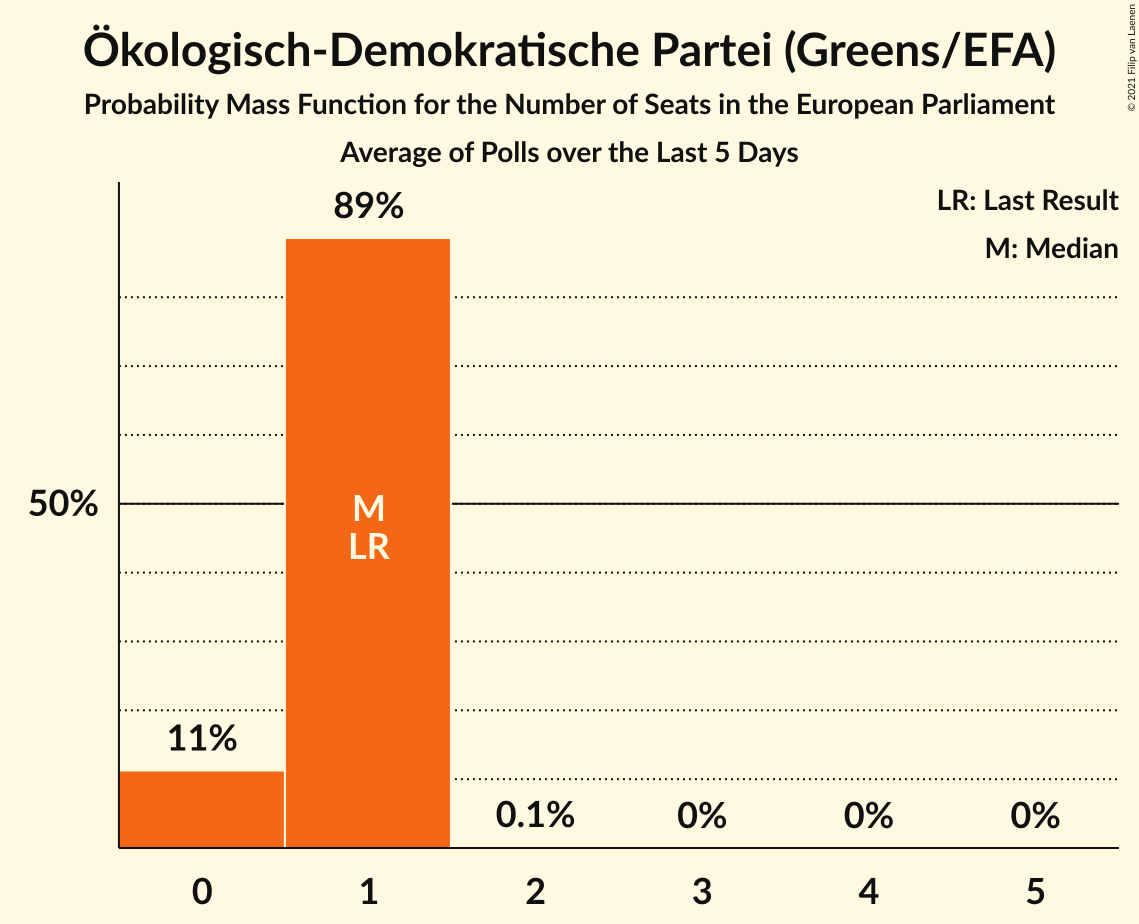 Ökologisch-Demokratische Partei (Greens/EFA)
Probability Mass Function for the Number of Seats in the European Parliament
Average of Polls over the Last 5 Days
© 2021 Filip van Laenen
LR: Last Result
M: Median
89%
50%
M
LR
11%
0.1%
0%
0%
0%
0
1
2
3
4
5